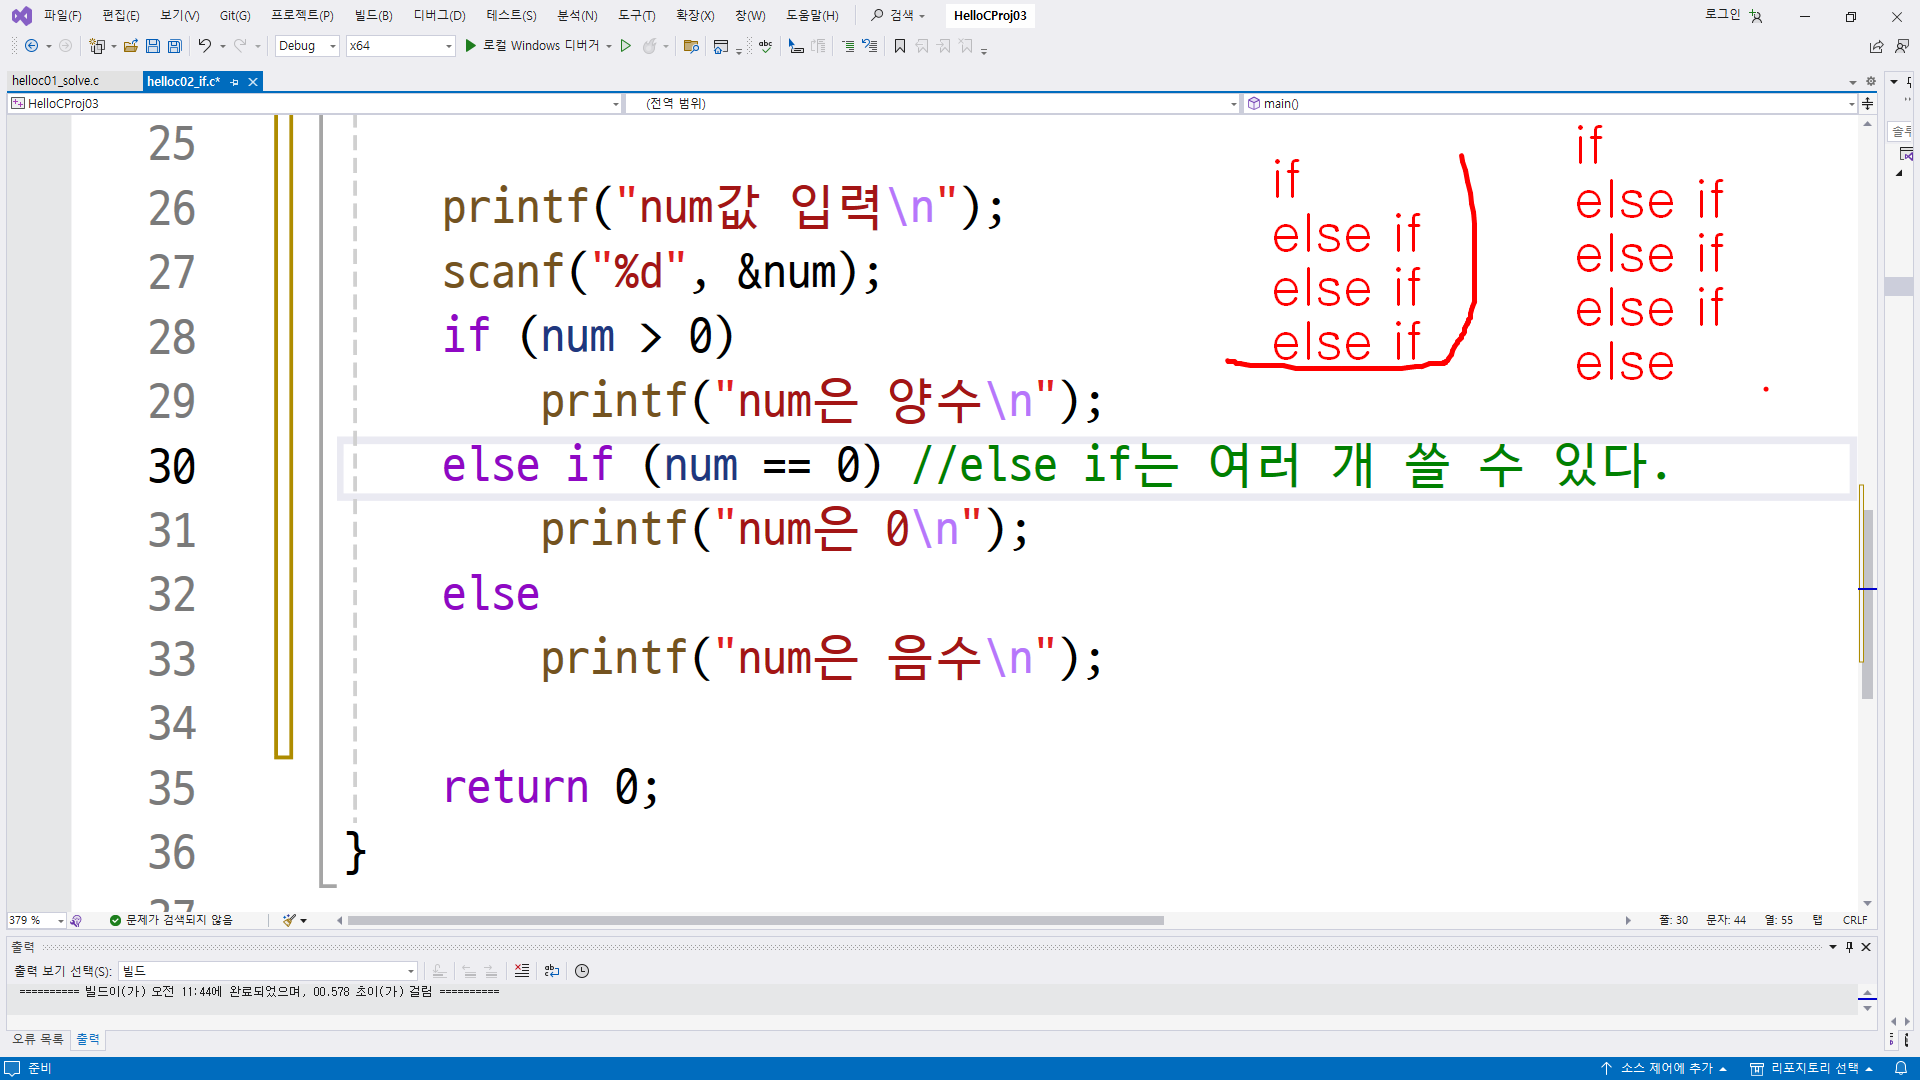 파일(F) 편집(E) 보기(V) Git(G) 프로젝트(P) 빌드(B) 디버그(D) 테스트(S) 분석(N) 도구(T) 확장(X) 창(W) 도움말(H) 검색 HelloCProj03 로그인
Debug x64 로컬 Windows 디버거
helloc01_solve.c helloc02_if.c*
HelloCProj03 (전역 범위) main()
25
26 printf("num값 입력\n");
27 scanf("%d", &num);
28 if (num > 0)
29 printf("num은 양수\n");
30 else if (num == 0) //else if는 여러 개 쓸 수 있다.
31 printf("num은 0\n");
32 else
33 printf("num은 음수\n");
34
35 return 0;
36 }
if
else if
else if
else if
if
else if
else if
else if
else
379 % 문제가 검색되지 않음 줄: 30 문자: 44 열: 55 탭 CRLF
출력
출력 보기 선택(S): 빌드
========== 빌드이(가) 오전 11:44에 완료되었으며, 00.578 초이(가) 걸림 ==========
오류 목록 출력
준비 소스 제어에 추가 리포지토리 선택